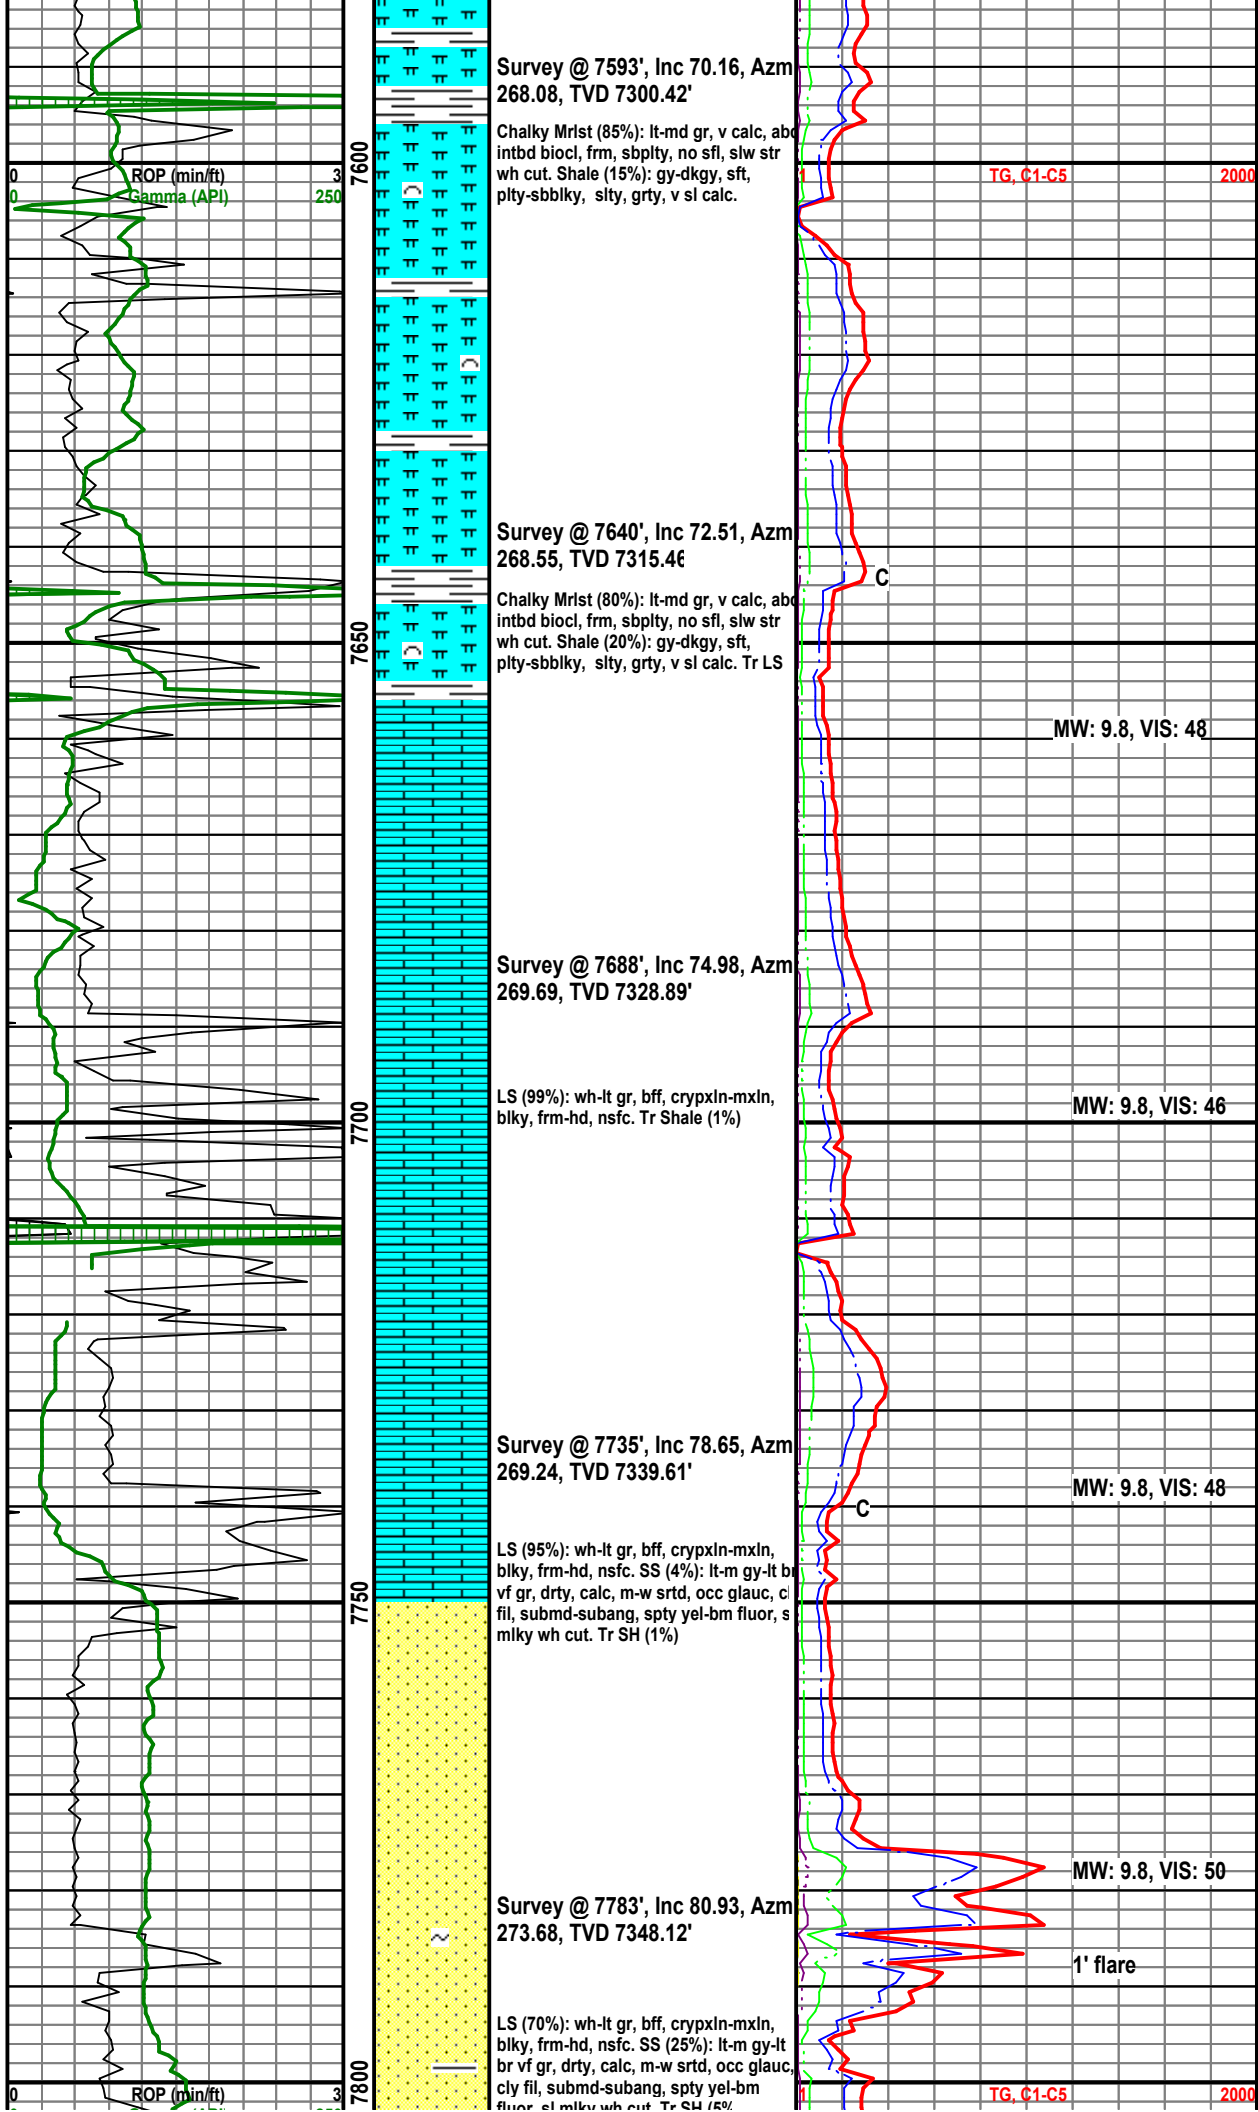 Survey @ 7593', Inc 70.16, Azm
268.08, TVD 7300.42'
Chalky Mrlst (85%): lt-md gr, v calc, abd
intbd biocl, frm, sbplty, no sfl, slw str
wh cut. Shale (15%): gy-dkgy, sft,
plty-sbblky, slty, grty, v sl calc.
7600
0 ROP (min/ft) 3
0 Gamma (API) 250
1 TG, C1-C5 2000
Survey @ 7640', Inc 72.51, Azm
268.55, TVD 7315.46
C
Chalky Mrlst (80%): lt-md gr, v calc, abd
intbd biocl, frm, sbplty, no sfl, slw str
wh cut. Shale (20%): gy-dkgy, sft,
plty-sbblky, slty, grty, v sl calc. Tr LS
7650
MW: 9.8, VIS: 48
Survey @ 7688', Inc 74.98, Azm
269.69, TVD 7328.89'
LS (99%): wh-lt gr, bff, crypxln-mxln,
blky, frm-hd, nsfc. Tr Shale (1%)
7700
MW: 9.8, VIS: 46
Survey @ 7735', Inc 78.65, Azm
269.24, TVD 7339.61'
MW: 9.8, VIS: 48
C
LS (95%): wh-lt gr, bff, crypxln-mxln,
blky, frm-hd, nsfc. SS (4%): lt-m gy-lt br
vf gr, drty, calc, m-w srtd, occ glauc, cl
fil, submd-subang, spty yel-bm fluor, s
mlky wh cut. Tr SH (1%)
7750
MW: 9.8, VIS: 50
Survey @ 7783', Inc 80.93, Azm
273.68, TVD 7348.12'
1' flare
LS (70%): wh-lt gr, bff, crypxln-mxln,
blky, frm-hd, nsfc. SS (25%): lt-m gy-lt
br vf gr, drty, calc, m-w srtd, occ glauc,
cly fil, submd-subang, spty yel-bm
fluor, sl mlky wh cut. Tr SH (5%
7800
0 ROP (min/ft) 3
1 TG, C1-C5 2000